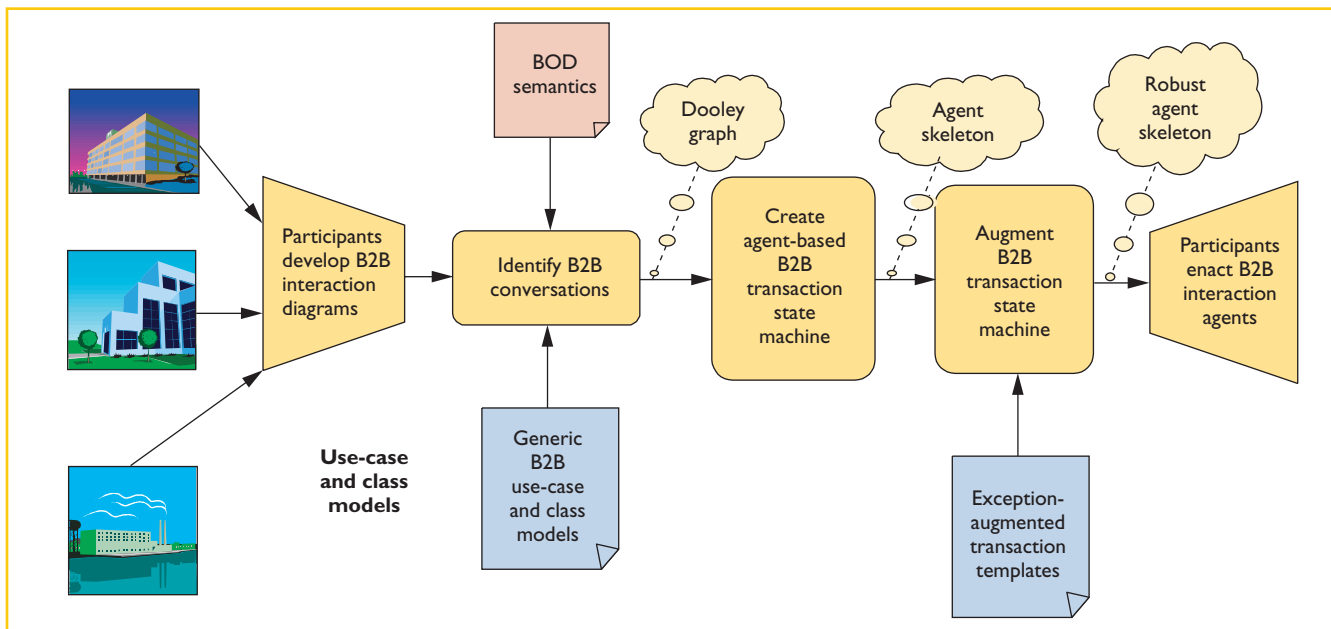 BOD
semantics
Dooley
graph
Agent
skeleton
Robust
agent
skeleton
Participants
develop B2B
interaction
diagrams
Identify B2B
conversations
Create
agent-based
B2B
transaction
state
machine
Augment
B2B
transaction
state
machine
Participants
enact B2B
interaction
agents
Use-case
and class
models
Generic
B2B
use-case
and class
models
Exception-
augmented
transaction
templates